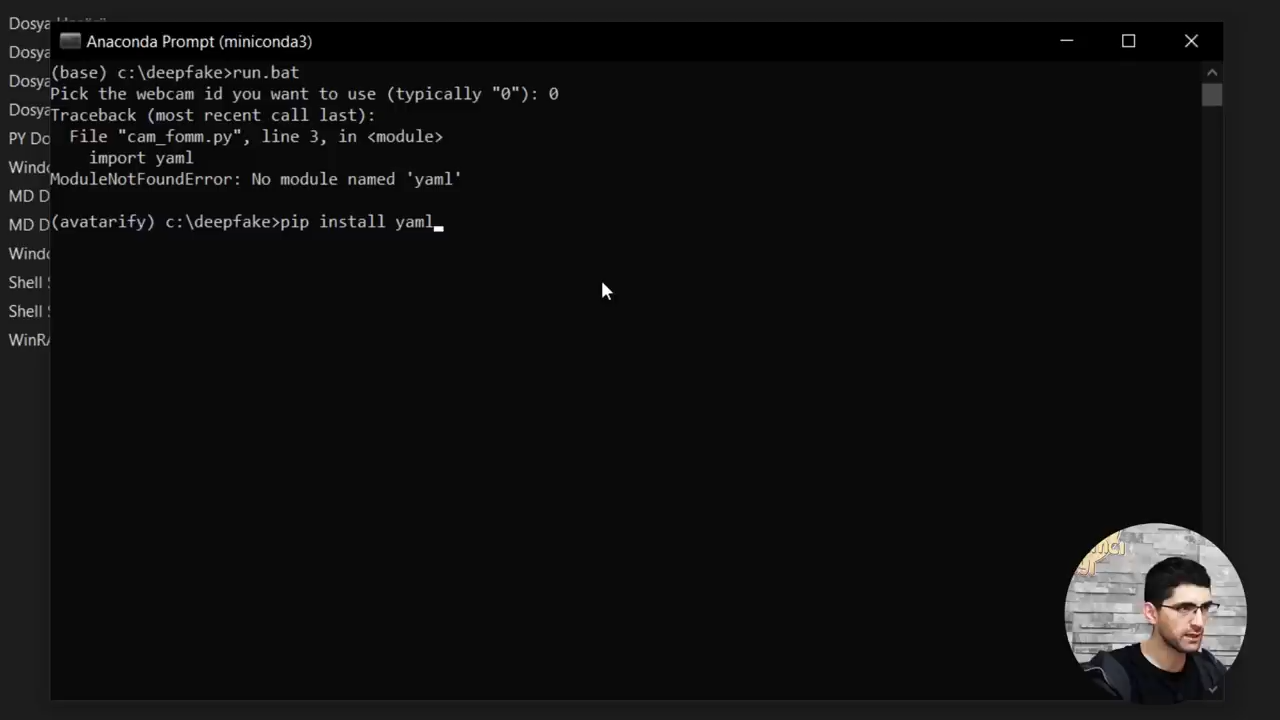 Dosya
Anaconda Prompt (miniconda3)
Dosya
(base) c:\deepfake>run.bat
Dosya
Pick the webcam id you want to use (typically "0"): 0
Dosya
Traceback (most recent call last):
PY Do
File "cam_fomm.py", line 3, in <module>
import yaml
Windo
ModuleNotFoundError: No module named 'yaml'
MD D
MD D
(avatarify) c:\deepfake>pip install yaml
Windo
Shell
Shell
WinRA